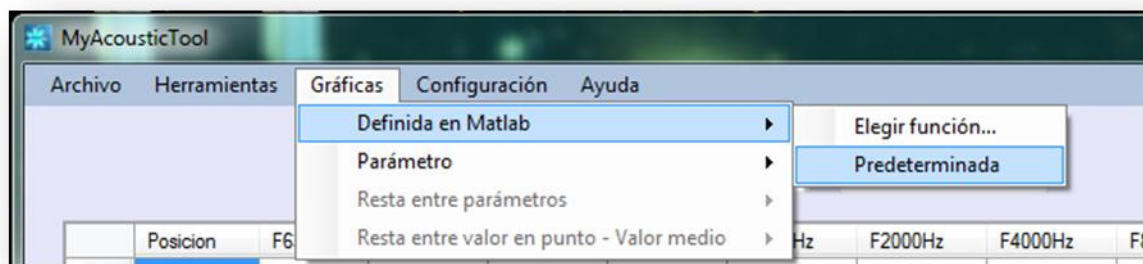 MyAcousticTool
Archivo Herramientas Gráficas Configuración Ayuda
Definida en Matlab
Elegir función...
Parámetro
Predeterminada
Resta entre parámetros
Resta entre valor en punto - Valor medio
Posicion F63 Hz F2000Hz F4000Hz